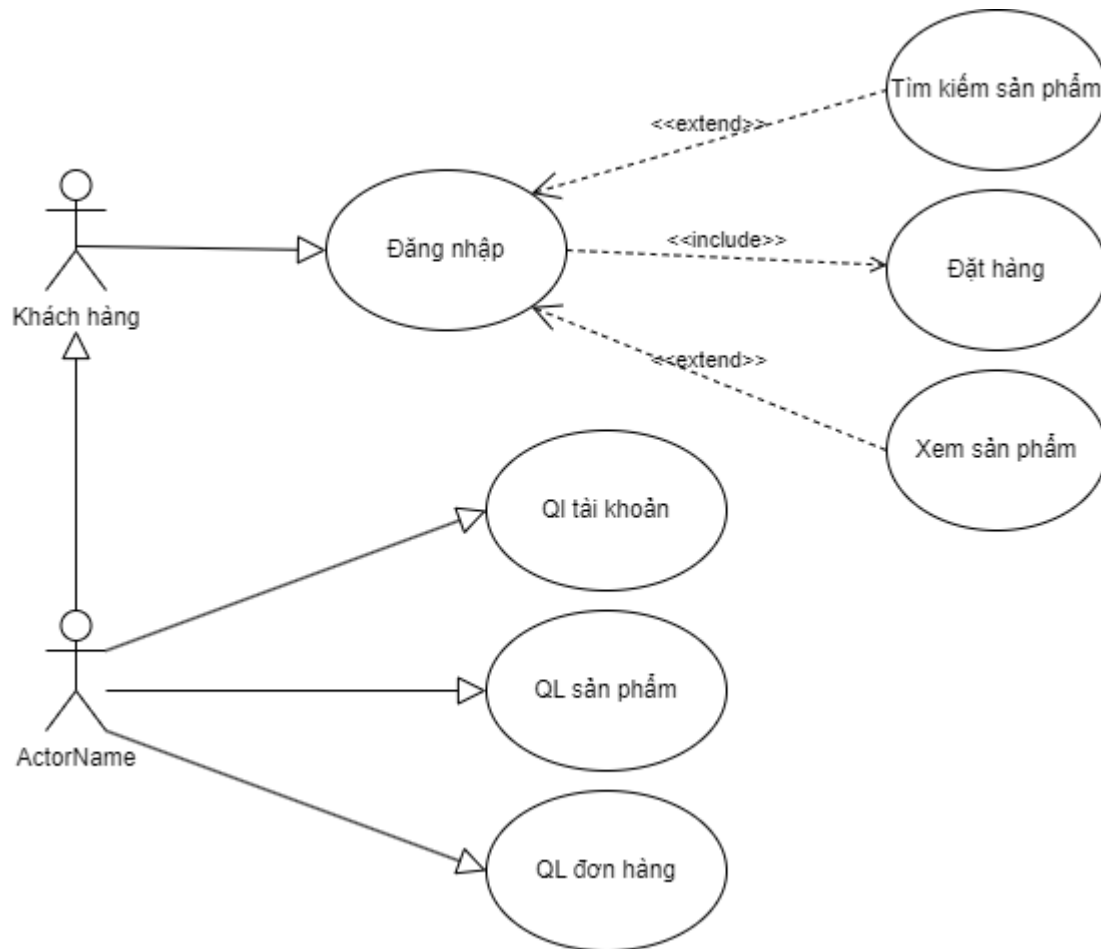 Tìm kiếm sản phẩm
<<extend>>
Đăng nhập
<<include>>
Đặt hàng
Khách hàng
<<extend>>
Xem sản phẩm
Ql tài khoản
QL sản phẩm
ActorName
QL đơn hàng